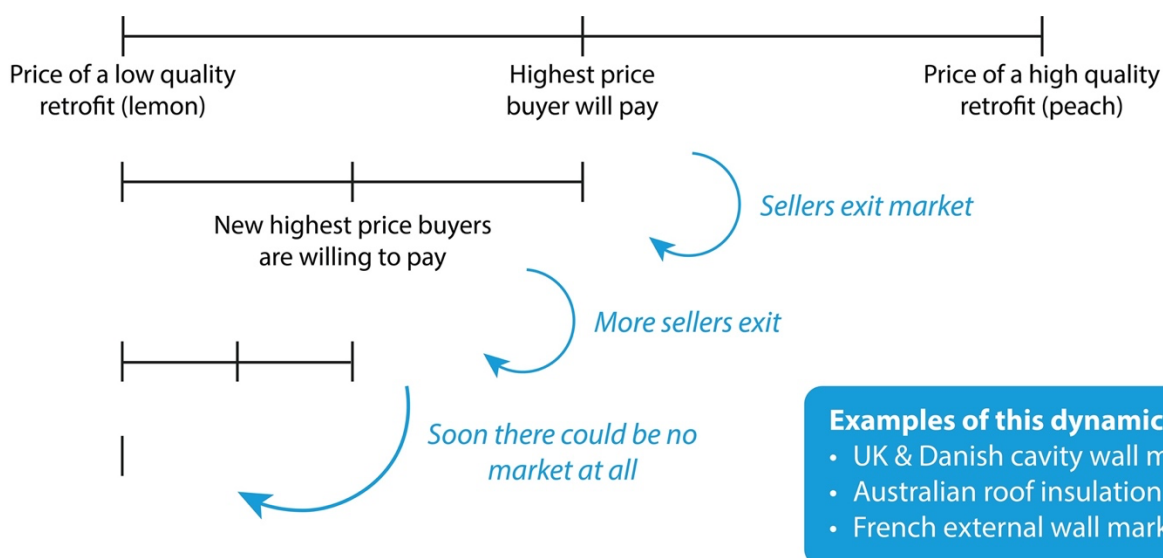 Price of a low quality
retrofit (lemon)
Highest price
buyer will pay
Price of a high quality
retrofit (peach)
New highest price buyers
are willing to pay
Sellers exit market
More sellers exit
Soon there could be no
market at all
Examples of this dynamic
• UK & Danish cavity wall
• Australian roof insulation
• French external wall